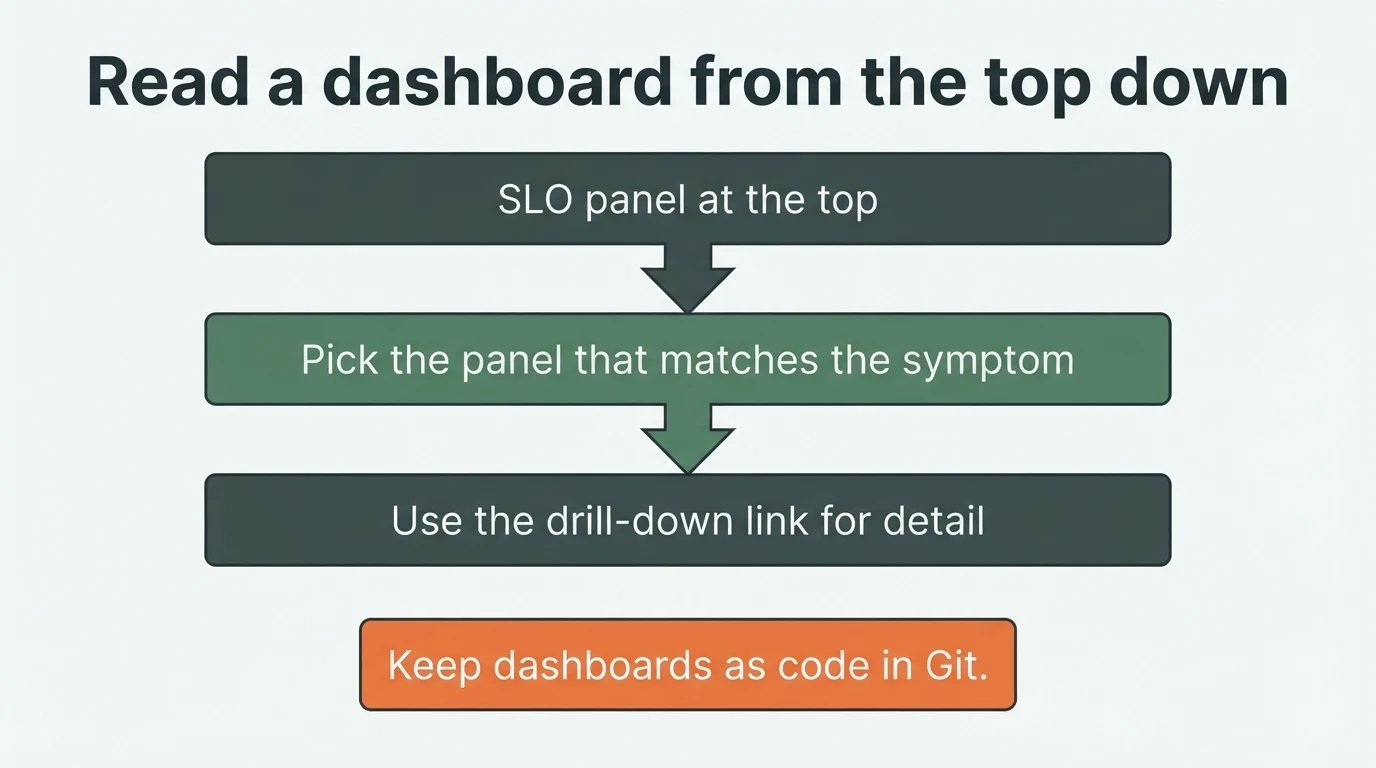 Read a dashboard from the top down
SLO panel at the top
Pick the panel that matches the symptom
Use the drill-down link for detail
Keep dashboards as code in Git.